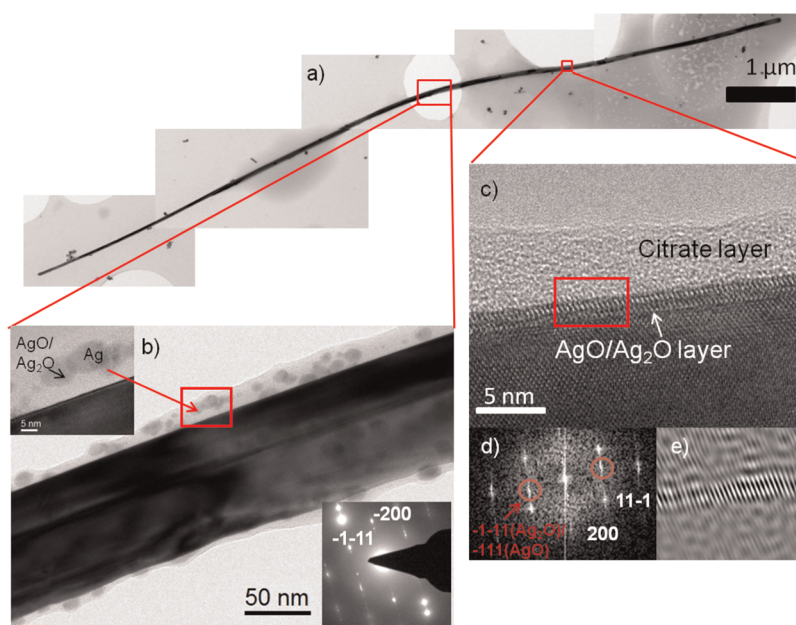 a)
1 μm
c)
Citrate layer
AgO/Ag₂O layer
5 nm
b)
AgO/
Ag₂O
Ag
5 nm
-200
-1-11
50 nm
d)
11-1
200
-1-11(Ag₂O)/
-111(AgO)
e)